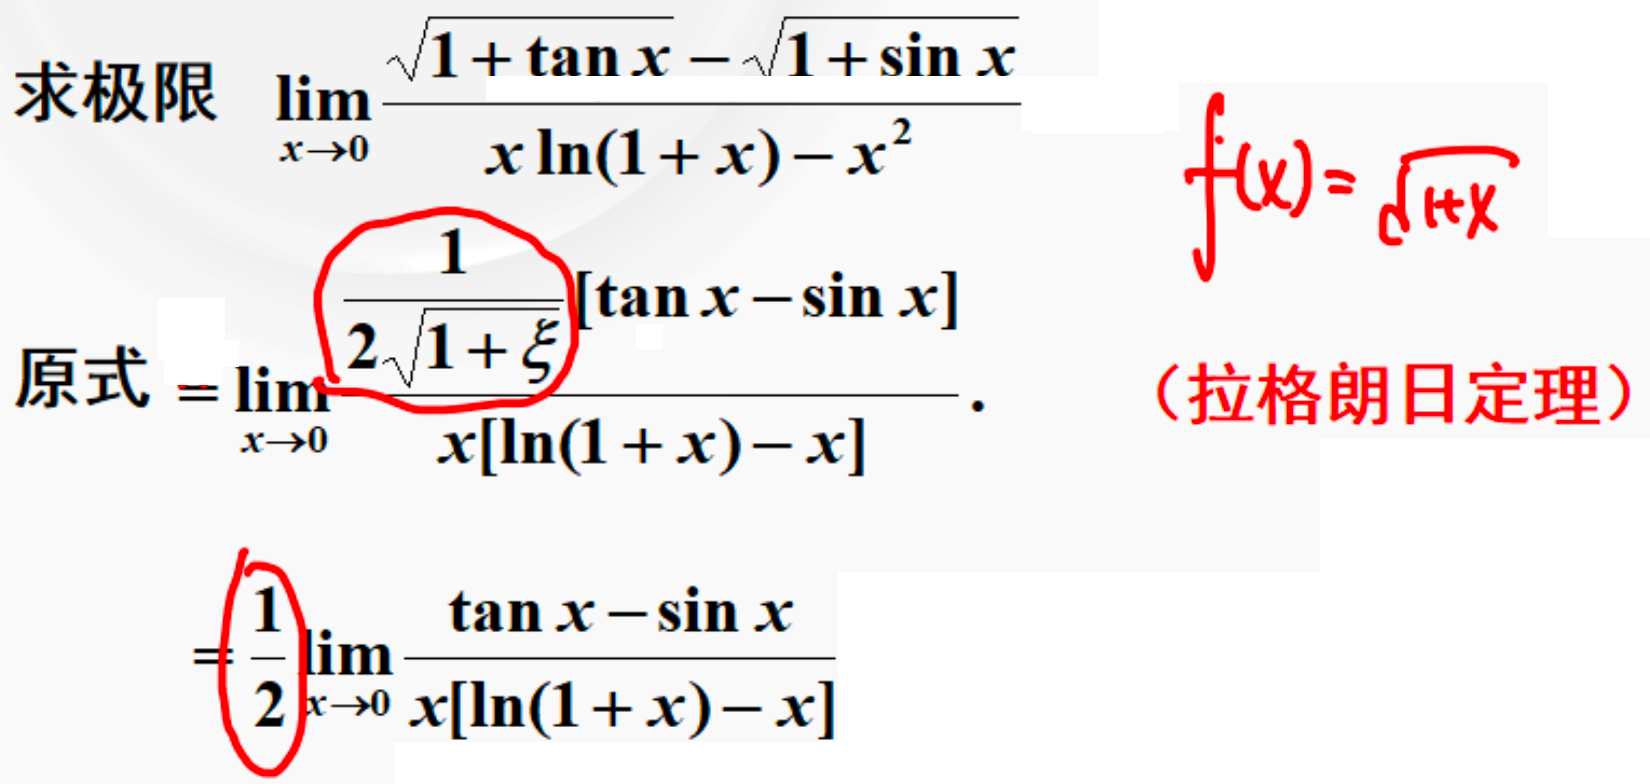 求极限 lim_{x→0} (√(1+tan x) − √(1+sin x)) / (x ln(1+x) − x²)
f(x)=√(1+x)
原式 = lim_{x→0} (1/(2√(1+ξ)) [tan x − sin x]) / (x[ln(1+x) − x]) .
（拉格朗日定理）
= 1/2 lim_{x→0} (tan x − sin x) / (x[ln(1+x) − x])